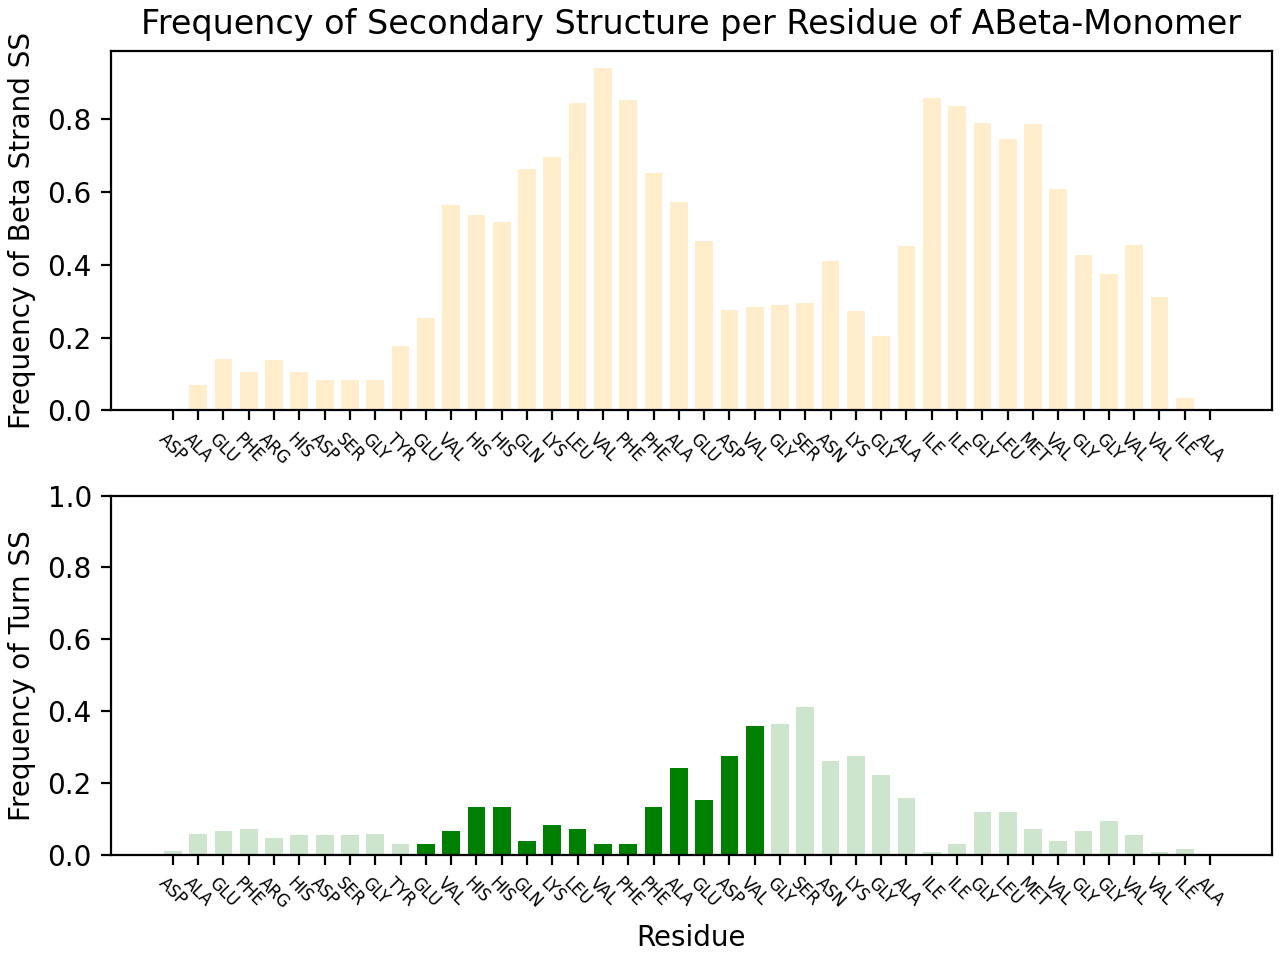 Frequency of Secondary Structure per Residue of ABeta-Monomer
Frequency of Beta Strand SS
0.8
0.6
0.4
0.2
0.0
ASP ALA GLU PHE ARG HIS ASP SER GLY TYR GLU VAL HIS HIS GLN LYS LEU VAL PHE PHE ALA GLU ASP VAL GLY SER ASN LYS GLY ALA ILE ILE GLY LEU MET VAL GLY GLY VAL VAL ILE ALA
Frequency of Turn SS
1.0
0.8
0.6
0.4
0.2
0.0
ASP ALA GLU PHE ARG HIS ASP SER GLY TYR GLU VAL HIS HIS GLN LYS LEU VAL PHE PHE ALA GLU ASP VAL GLY SER ASN LYS GLY ALA ILE ILE GLY LEU MET VAL GLY GLY VAL VAL ILE ALA
Residue